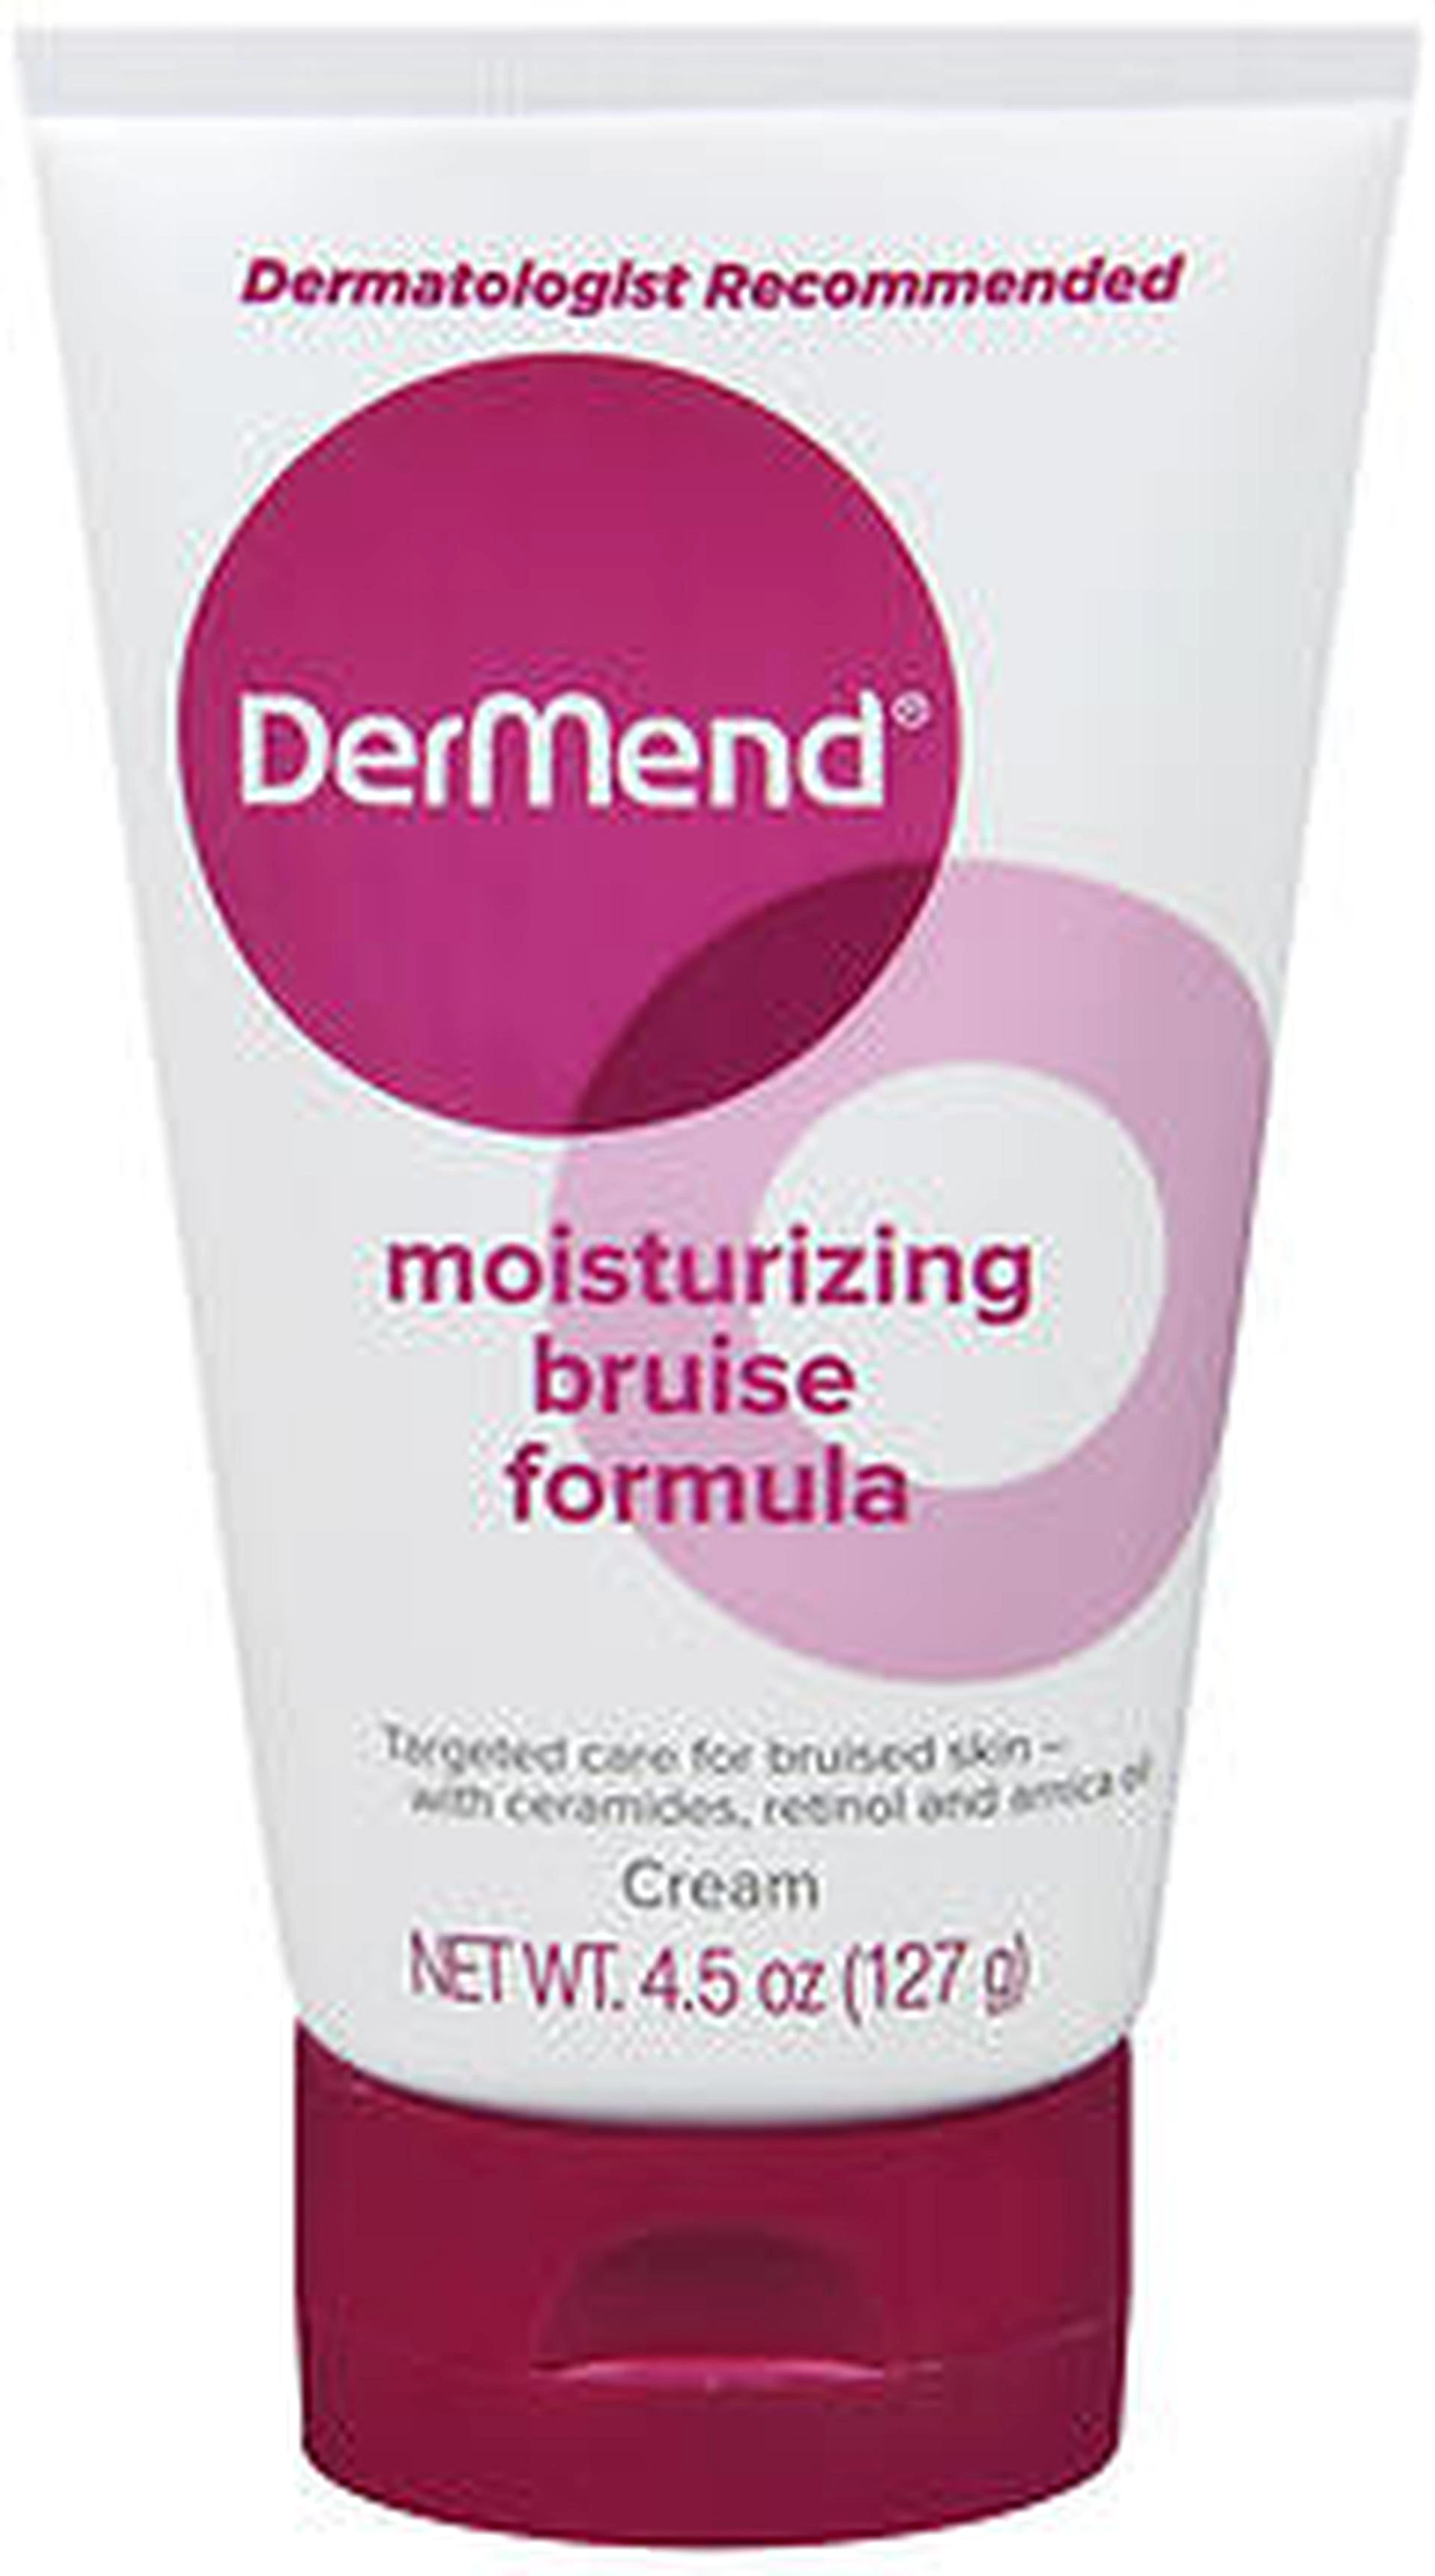 Dermatologist Recommended
DerMend®
moisturizing
bruise
formula
Targeted care for bruised skin –
with ceramides, retinol and arnica oil
Cream
NET WT. 4.5 oz (127 g)